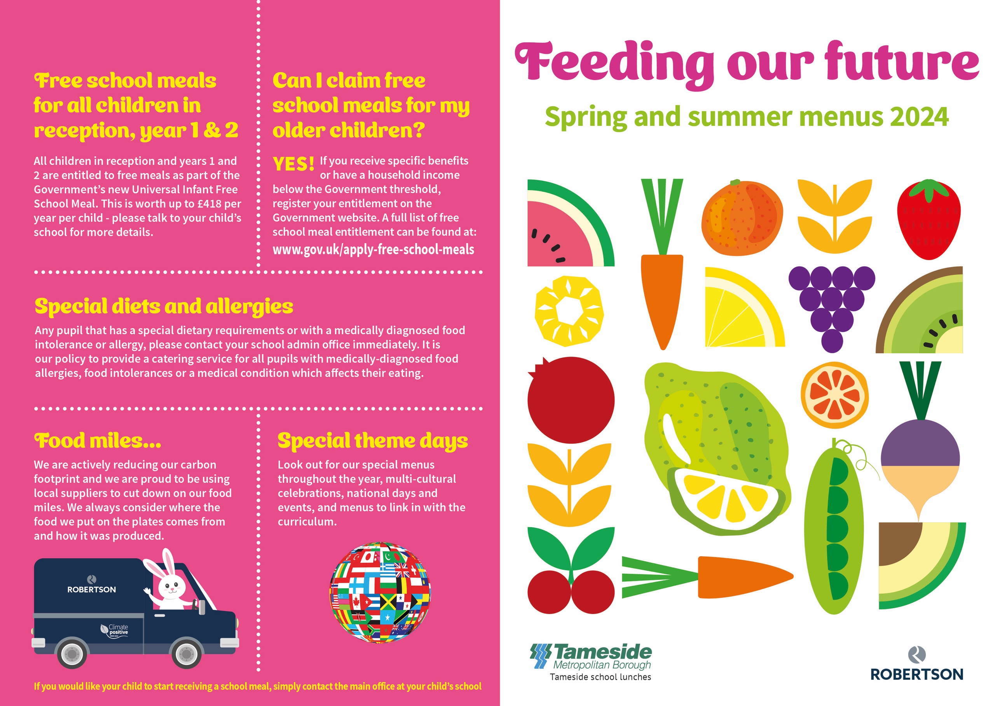 Free school meals
for all children in
reception, year 1 & 2
All children in reception and years 1 and
2 are entitled to free meals as part of the
Government's new Universal Infant Free
School Meal. This is worth up to £418 per
year per child - please talk to your child's
school for more details.
Can I claim free
school meals for my
older children?
YES! If you receive specific benefits
or have a household income
below the Government threshold,
register your entitlement on the
Government website. A full list of free
school meal entitlement can be found at:
www.gov.uk/apply-free-school-meals
Special diets and allergies
Any pupil that has a special dietary requirements or with a medically diagnosed food
intolerance or allergy, please contact your school admin office immediately. It is
our policy to provide a catering service for all pupils with medically-diagnosed food
allergies, food intolerances or a medical condition which affects their eating.
Food miles...
We are actively reducing our carbon
footprint and we are proud to be using
local suppliers to cut down on our food
miles. We always consider where the
food we put on the plates comes from
and how it was produced.
ROBERTSON
Climate
positive
Special theme days
Look out for our special menus
throughout the year, multi-cultural
celebrations, national days and
events, and menus to link in with the
curriculum.
If you would like your child to start receiving a school meal, simply contact the main office at your child's school
Feeding our future
Spring and summer menus 2024
Tameside
Metropolitan Borough
Tameside school lunches
ROBERTSON